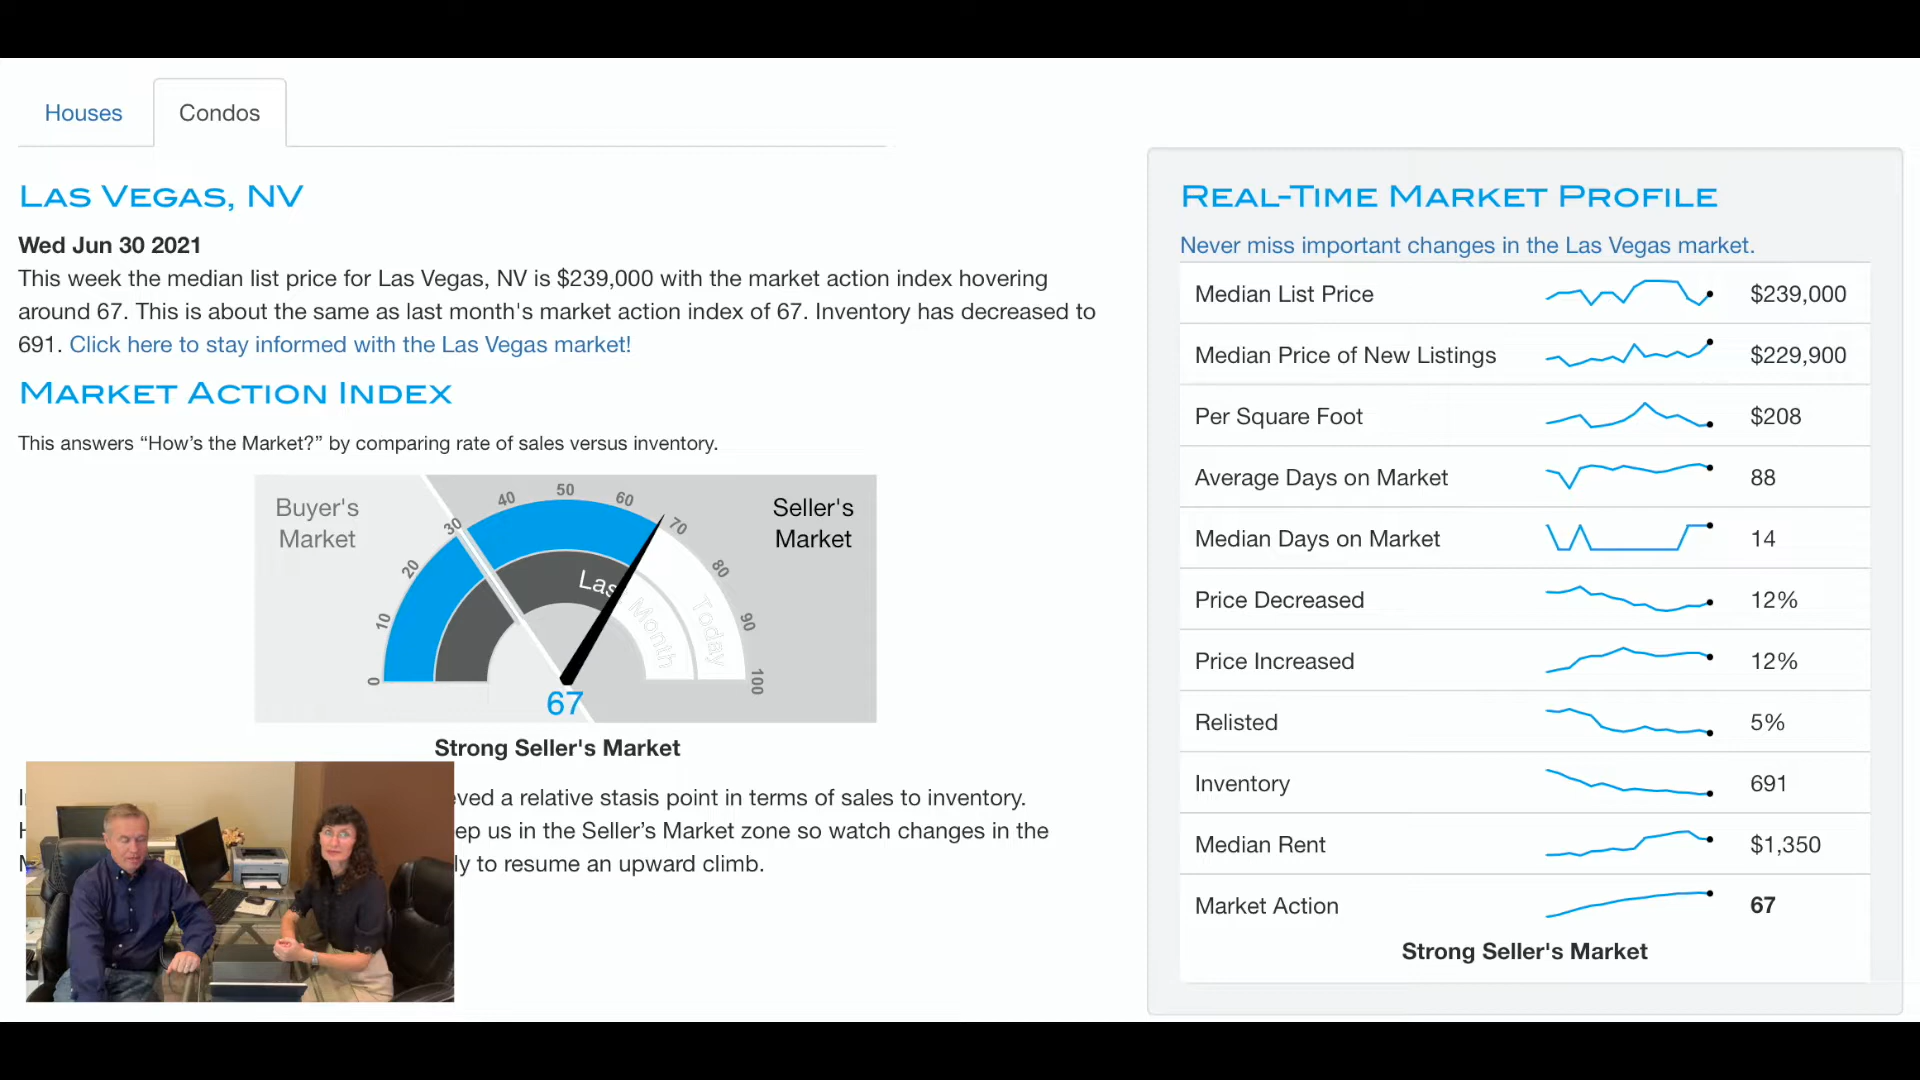 Houses
Condos
LAS VEGAS, NV
Wed Jun 30 2021
This week the median list price for Las Vegas, NV is $239,000 with the market action index hovering
around 67. This is about the same as last month's market action index of 67. Inventory has decreased to
691. Click here to stay informed with the Las Vegas market!
MARKET ACTION INDEX
This answers “How’s the Market?” by comparing rate of sales versus inventory.
Buyer's
Market
Seller's
Market
0
10
20
30
40
50
60
70
80
90
100
Las
Month
Today
67
Strong Seller's Market
a relative stasis point in terms of sales to inventory.
us in the Seller’s Market zone so watch changes in the
to resume an upward climb.
REAL-TIME MARKET PROFILE
Never miss important changes in the Las Vegas market.
Median List Price $239,000
Median Price of New Listings $229,900
Per Square Foot $208
Average Days on Market 88
Median Days on Market 14
Price Decreased 12%
Price Increased 12%
Relisted 5%
Inventory 691
Median Rent $1,350
Market Action 67
Strong Seller's Market